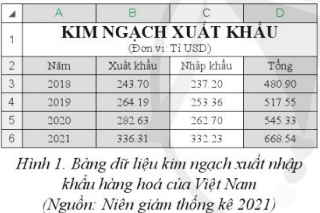 A B C D
1 KIM NGẠCH XUẤT KHẨU
(Đơn vị: Tỉ USD)
2 Năm Xuất khẩu Nhập khẩu Tổng
3 2018 243.70 237.20 480.90
4 2019 264.19 253.36 517.55
5 2020 282.63 262.70 545.33
6 2021 336.31 332.23 668.54
Hình 1. Bảng dữ liệu kim ngạch xuất nhập
khẩu hàng hoá của Việt Nam
(Nguồn: Niên giám thống kê 2021)